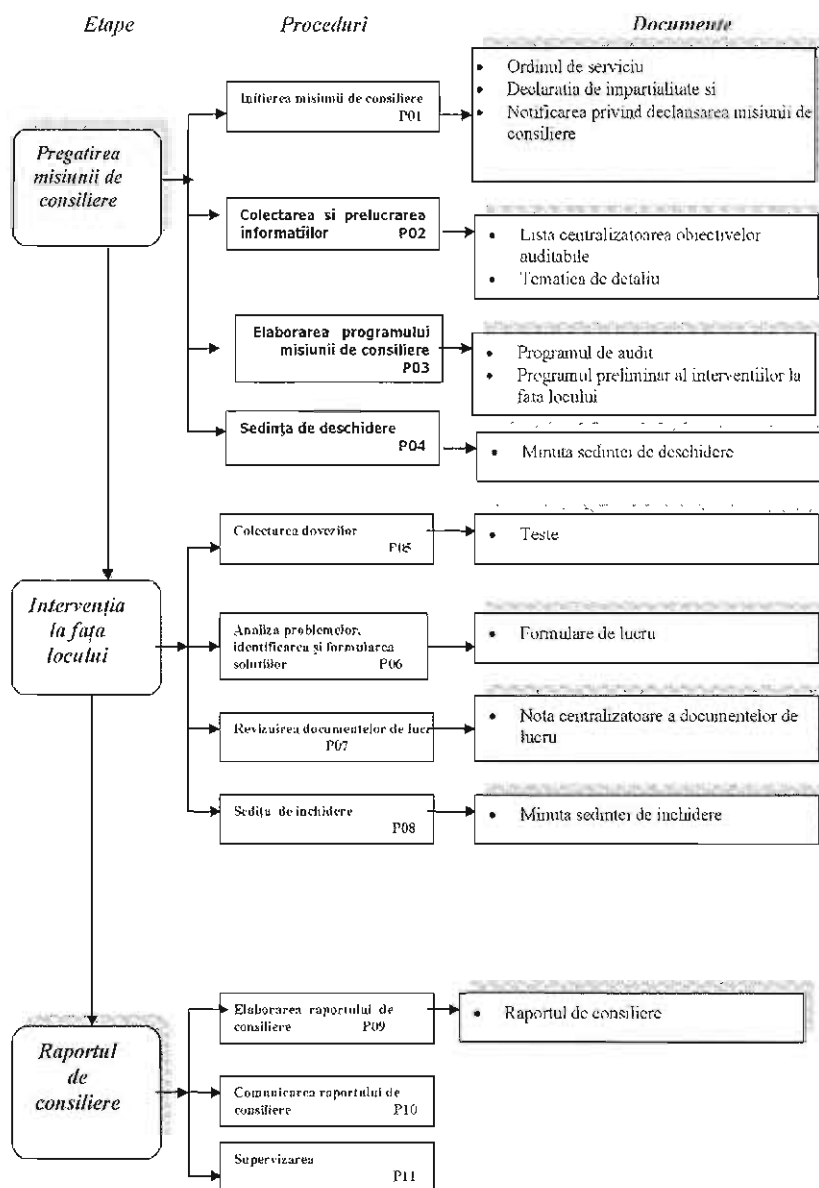 Etape Proceduri Documente
Pregatirea
misiunii de
consiliere
Initierea misiunii de consiliere
P01
• Ordinul de serviciu
• Declaratia de impartialitate si
• Notificarea privind declansarea misiunii de
consiliere
Colectarea si prelucrarea
informatiilor P02
• Lista centralizatoarea obiectivelor
auditabile
• Tematica de detaliu
Elaborarea programului
misiunii de consiliere
P03
• Programul de audit
• Programul preliminar al interventiilor la
fata locului
Sedința de deschidere
P04
• Minuta sedintei de deschidere
Intervenția
la fața
locului
Colectarea dovezilor
P05
• Teste
Analiza problemelor,
identificarea și formularea
solutiilor P06
• Formulare de lucru
Revizuirea documentelor de lucr
P07
• Nota centralizatoare a documentelor de
lucru
Sedița de inchidere
P08
• Minuta sedintei de inchidere
Raportul
de
consiliere
Elaborarea raportului de
consiliere P09
• Raportul de consiliere
Comunicarea raportului de
consiliere P10
Supervizarea
P11